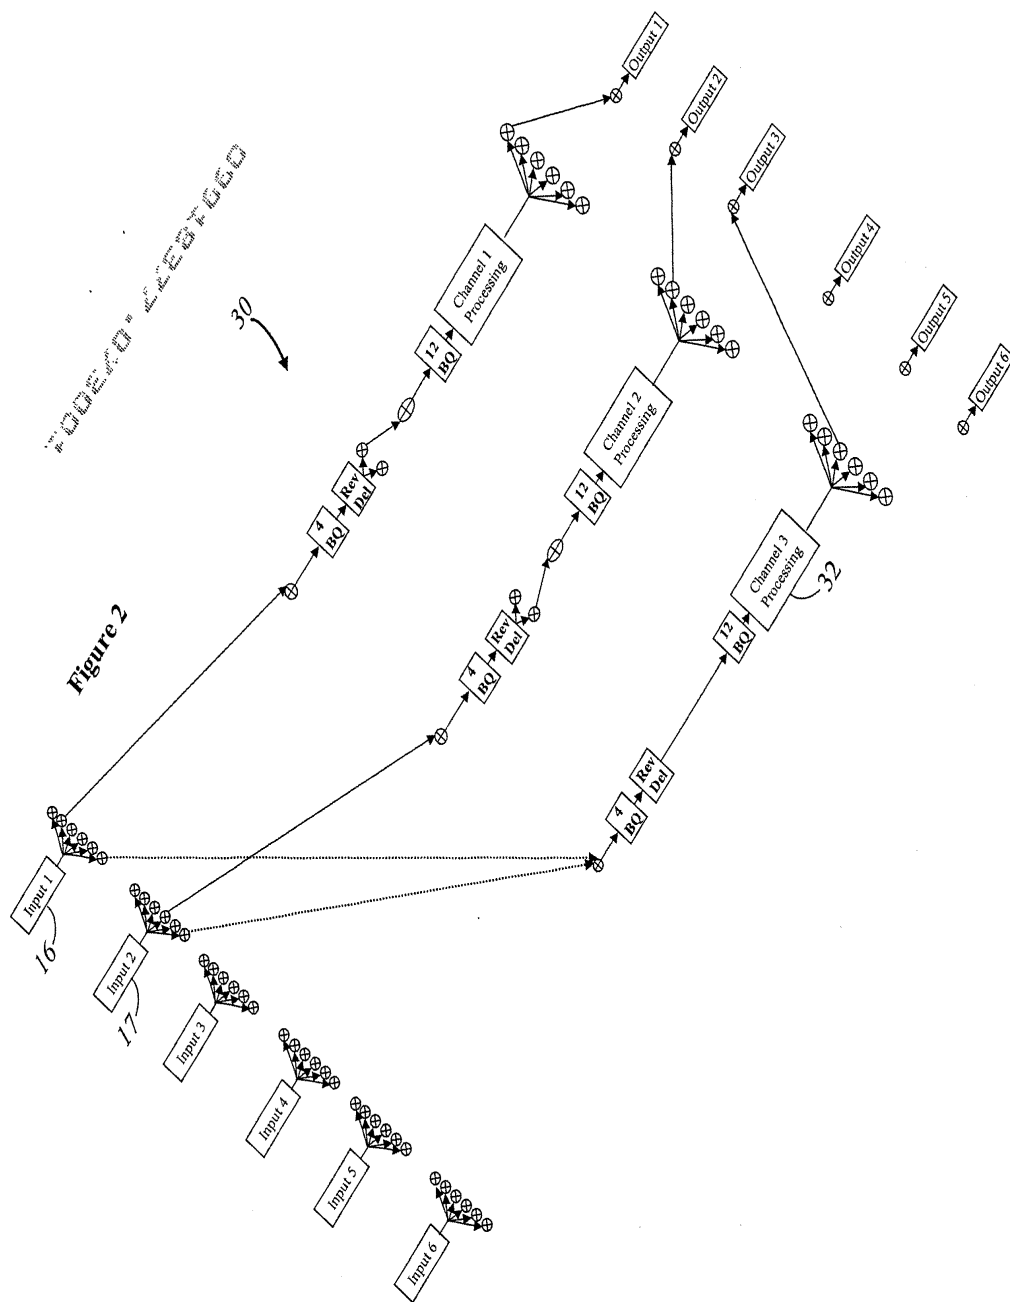 Figure 2
30
Input 1
16
Input 2
17
Input 3
Input 4
Input 5
Input 6
4
BQ
Rev
Del
12
BQ
Channel 1
Processing
4
BQ
Rev
Del
12
BQ
Channel 2
Processing
4
BQ
Rev
Del
12
BQ
Channel 3
Processing
32
Output 1
Output 2
Output 3
Output 4
Output 5
Output 6